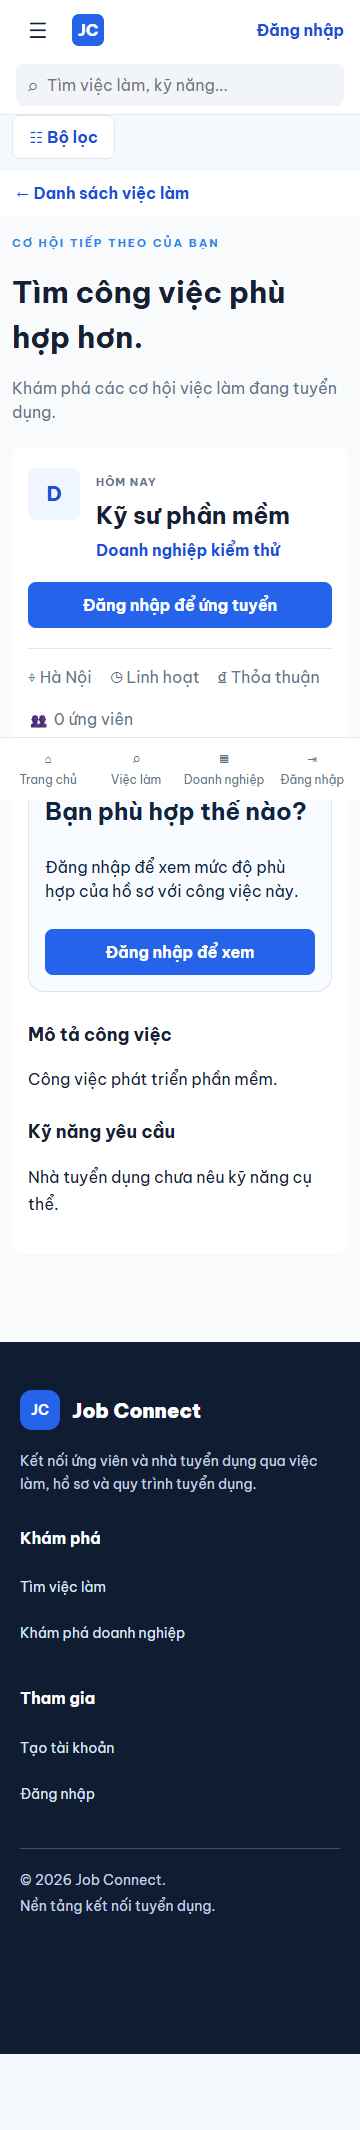 JC
Đăng nhập
Tìm việc làm, kỹ năng...
Bộ lọc
← Danh sách việc làm
CƠ HỘI TIẾP THEO CỦA BẠN
Tìm công việc phù
hợp hơn.
Khám phá các cơ hội việc làm đang tuyển
dụng.
D
HÔM NAY
Kỹ sư phần mềm
Doanh nghiệp kiểm thử
Đăng nhập để ứng tuyển
Hà Nội
Linh hoạt
₫ Thỏa thuận
0 ứng viên
Trang chủ
Việc làm
Doanh nghiệp
Đăng nhập
Bạn phù hợp thế nào?
Đăng nhập để xem mức độ phù
hợp của hồ sơ với công việc này.
Đăng nhập để xem
Mô tả công việc
Công việc phát triển phần mềm.
Kỹ năng yêu cầu
Nhà tuyển dụng chưa nêu kỹ năng cụ
thể.
JC
Job Connect
Kết nối ứng viên và nhà tuyển dụng qua việc
làm, hồ sơ và quy trình tuyển dụng.
Khám phá
Tìm việc làm
Khám phá doanh nghiệp
Tham gia
Tạo tài khoản
Đăng nhập
© 2026 Job Connect.
Nền tảng kết nối tuyển dụng.